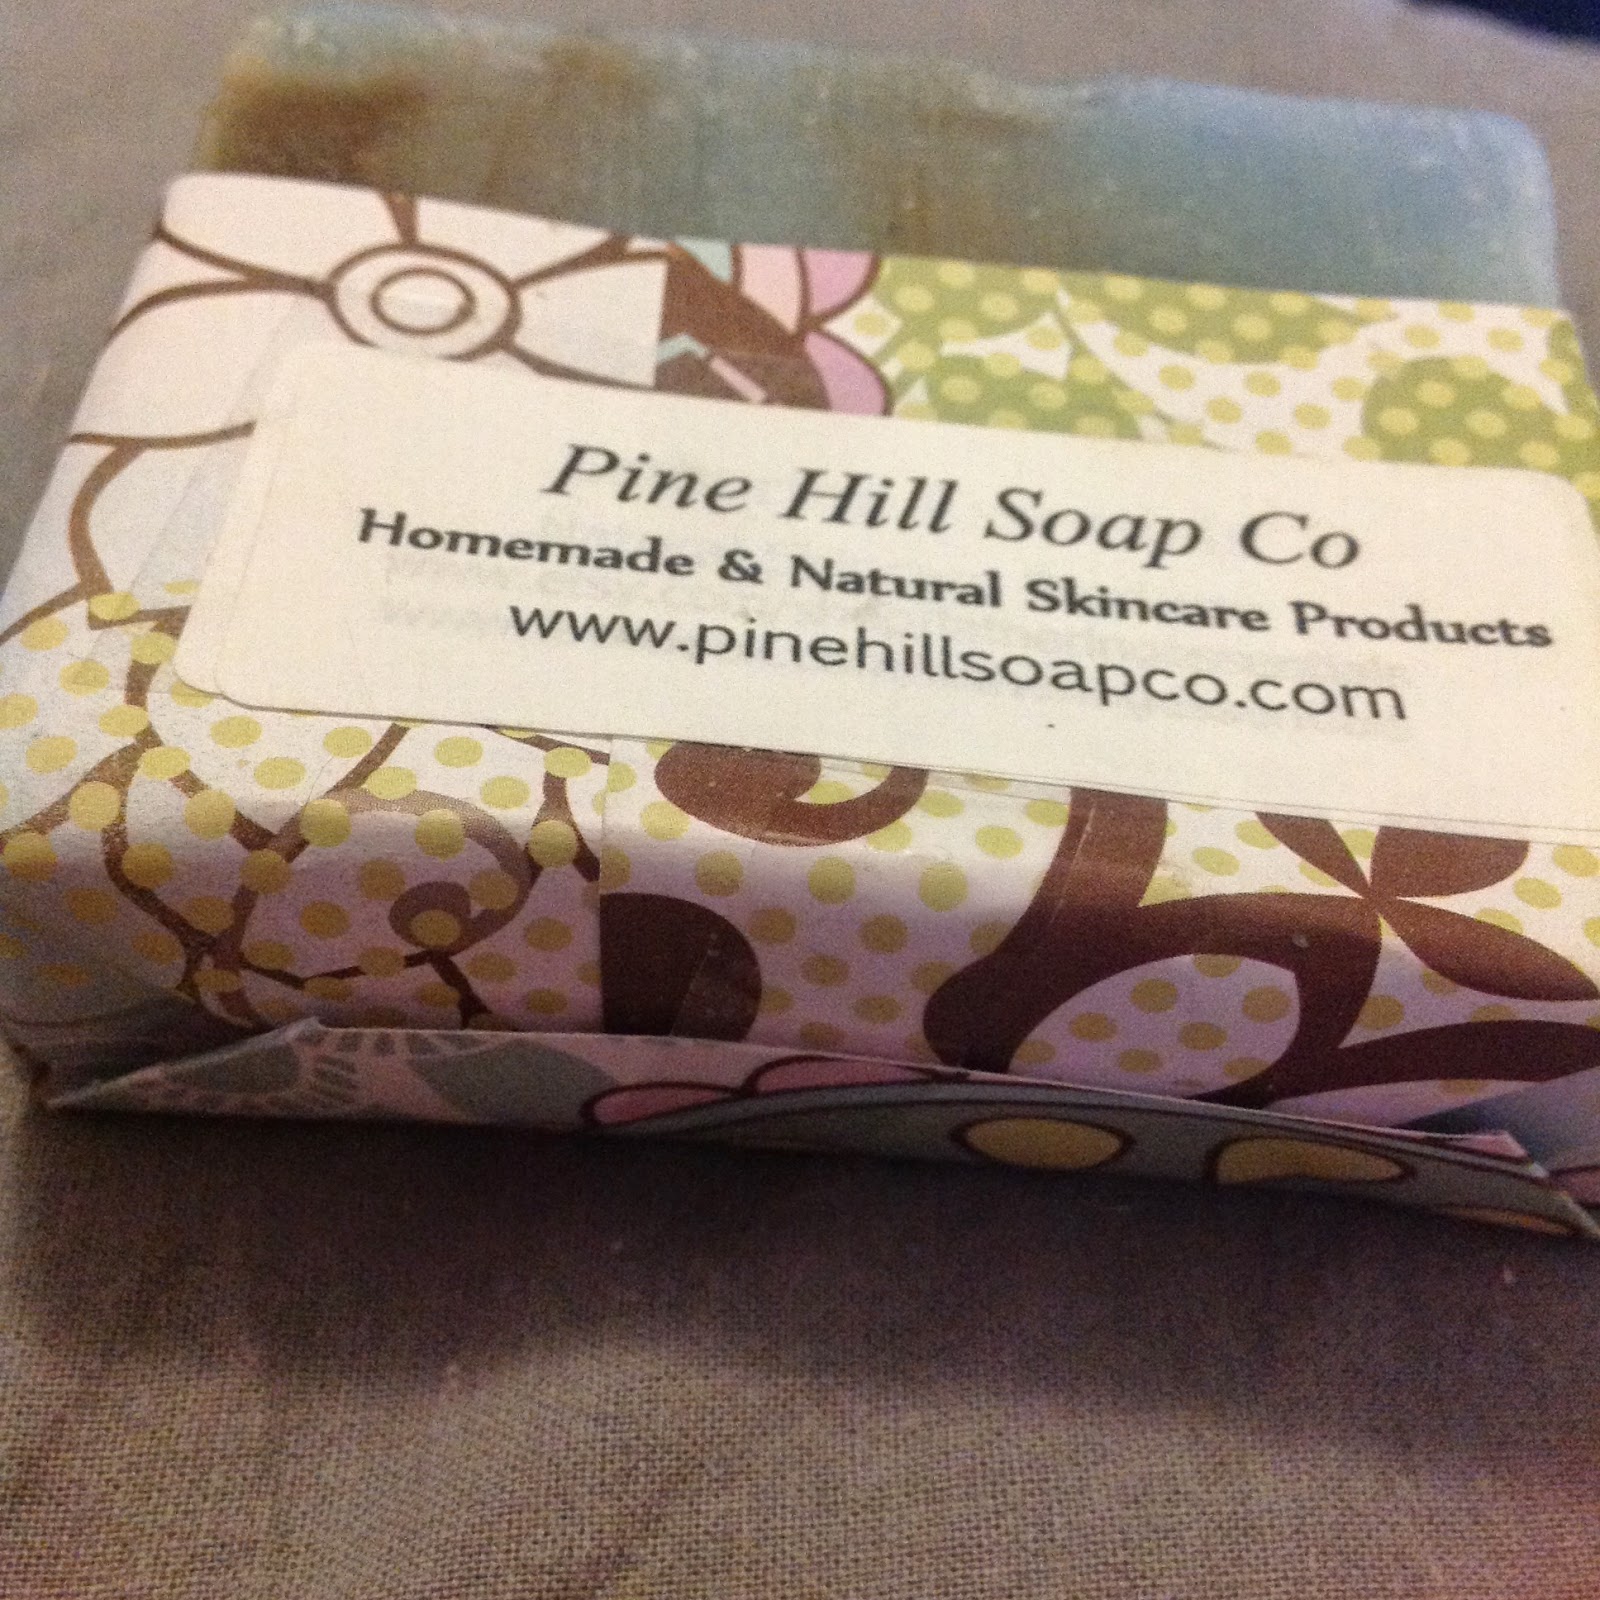 Pine Hill Soap Co
Homemade & Natural Skincare Products
www.pinehillsoapco.com